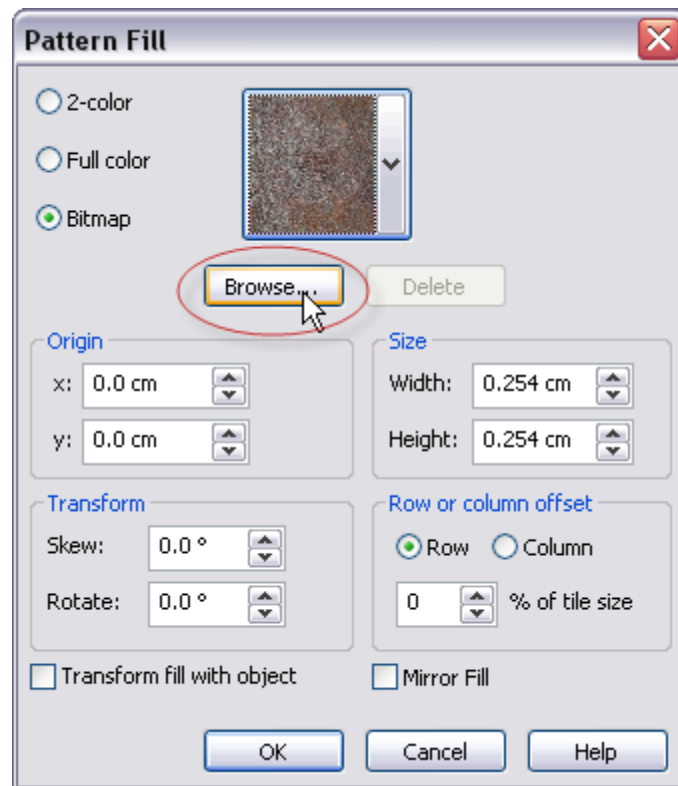 Pattern Fill
2-color
Full color
Bitmap
Browse...
Delete
Origin
x: 0.0 cm
y: 0.0 cm
Size
Width: 0.254 cm
Height: 0.254 cm
Transform
Skew: 0.0 °
Rotate: 0.0 °
Row or column offset
Row Column
0 % of tile size
Transform fill with object
Mirror Fill
OK Cancel Help